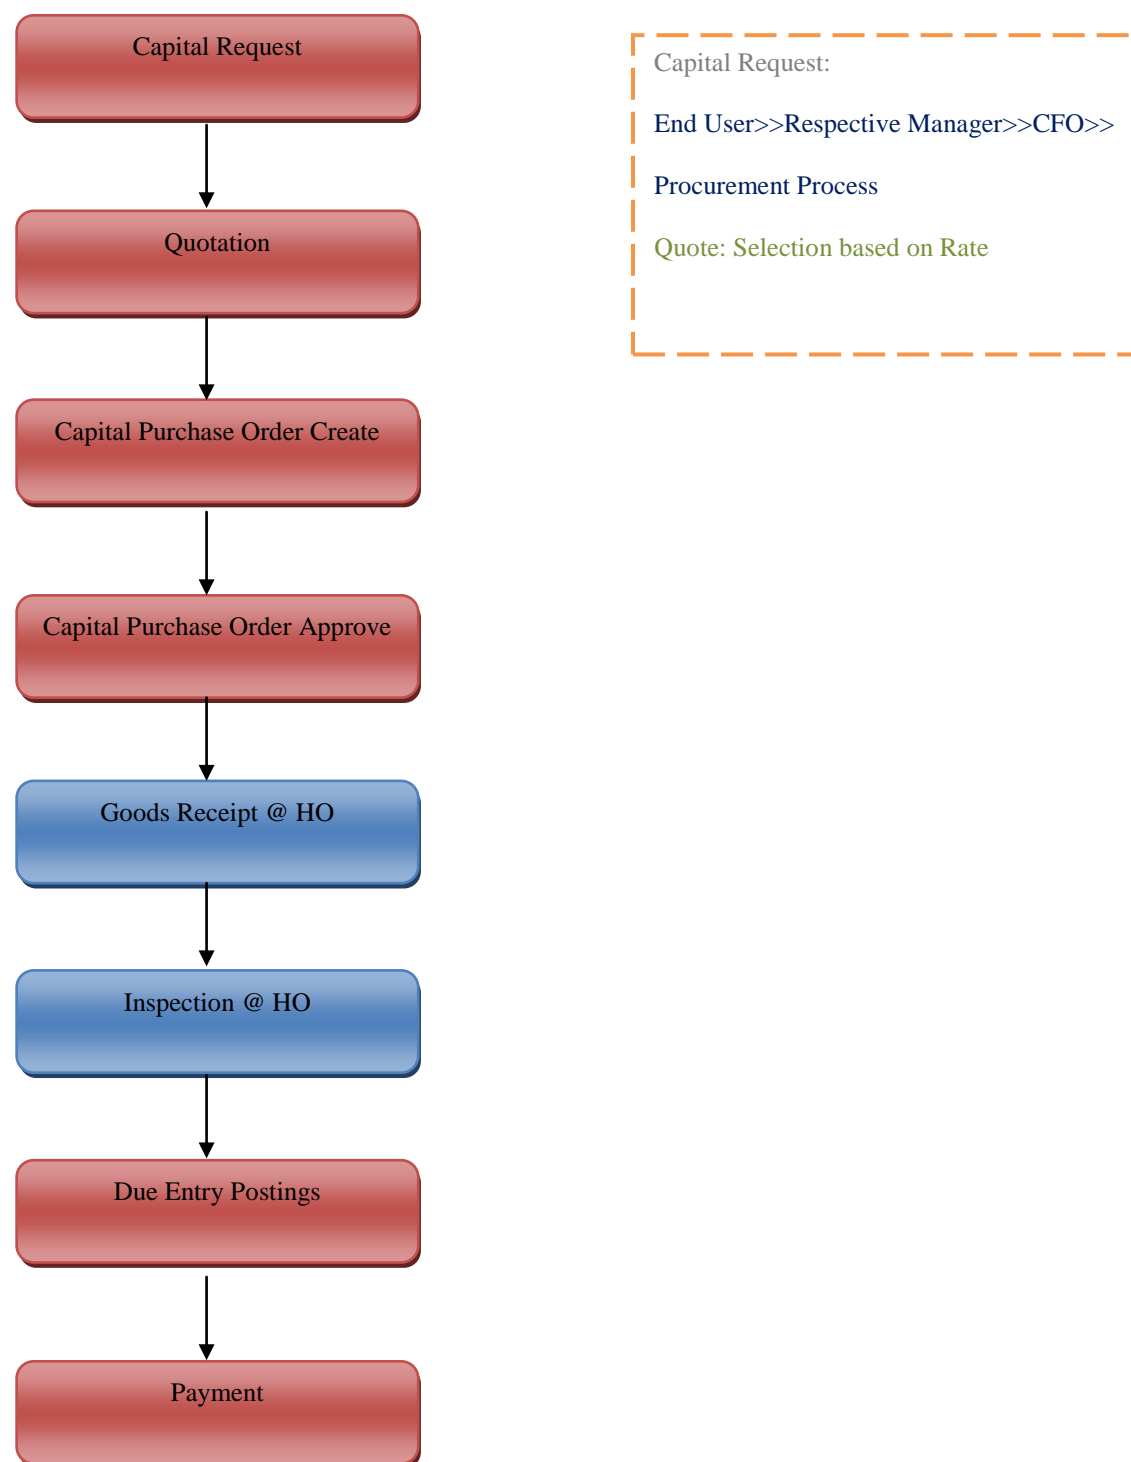 Capital Request
Quotation
Capital Purchase Order Create
Capital Purchase Order Approve
Goods Receipt @ HO
Inspection @ HO
Due Entry Postings
Payment
Capital Request:
End User>>Respective Manager>>CFO>>
Procurement Process
Quote: Selection based on Rate